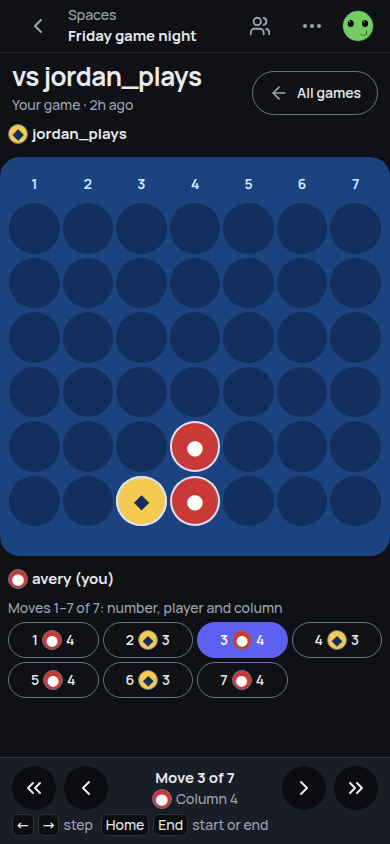 Spaces
Friday game night
vs jordan_plays
Your game · 2h ago
← All games
jordan_plays
1 2 3 4 5 6 7
avery (you)
Moves 1–7 of 7: number, player and column
1 4 2 3 3 4 4 3
5 4 6 3 7 4
Move 3 of 7
Column 4
← → step Home End start or end